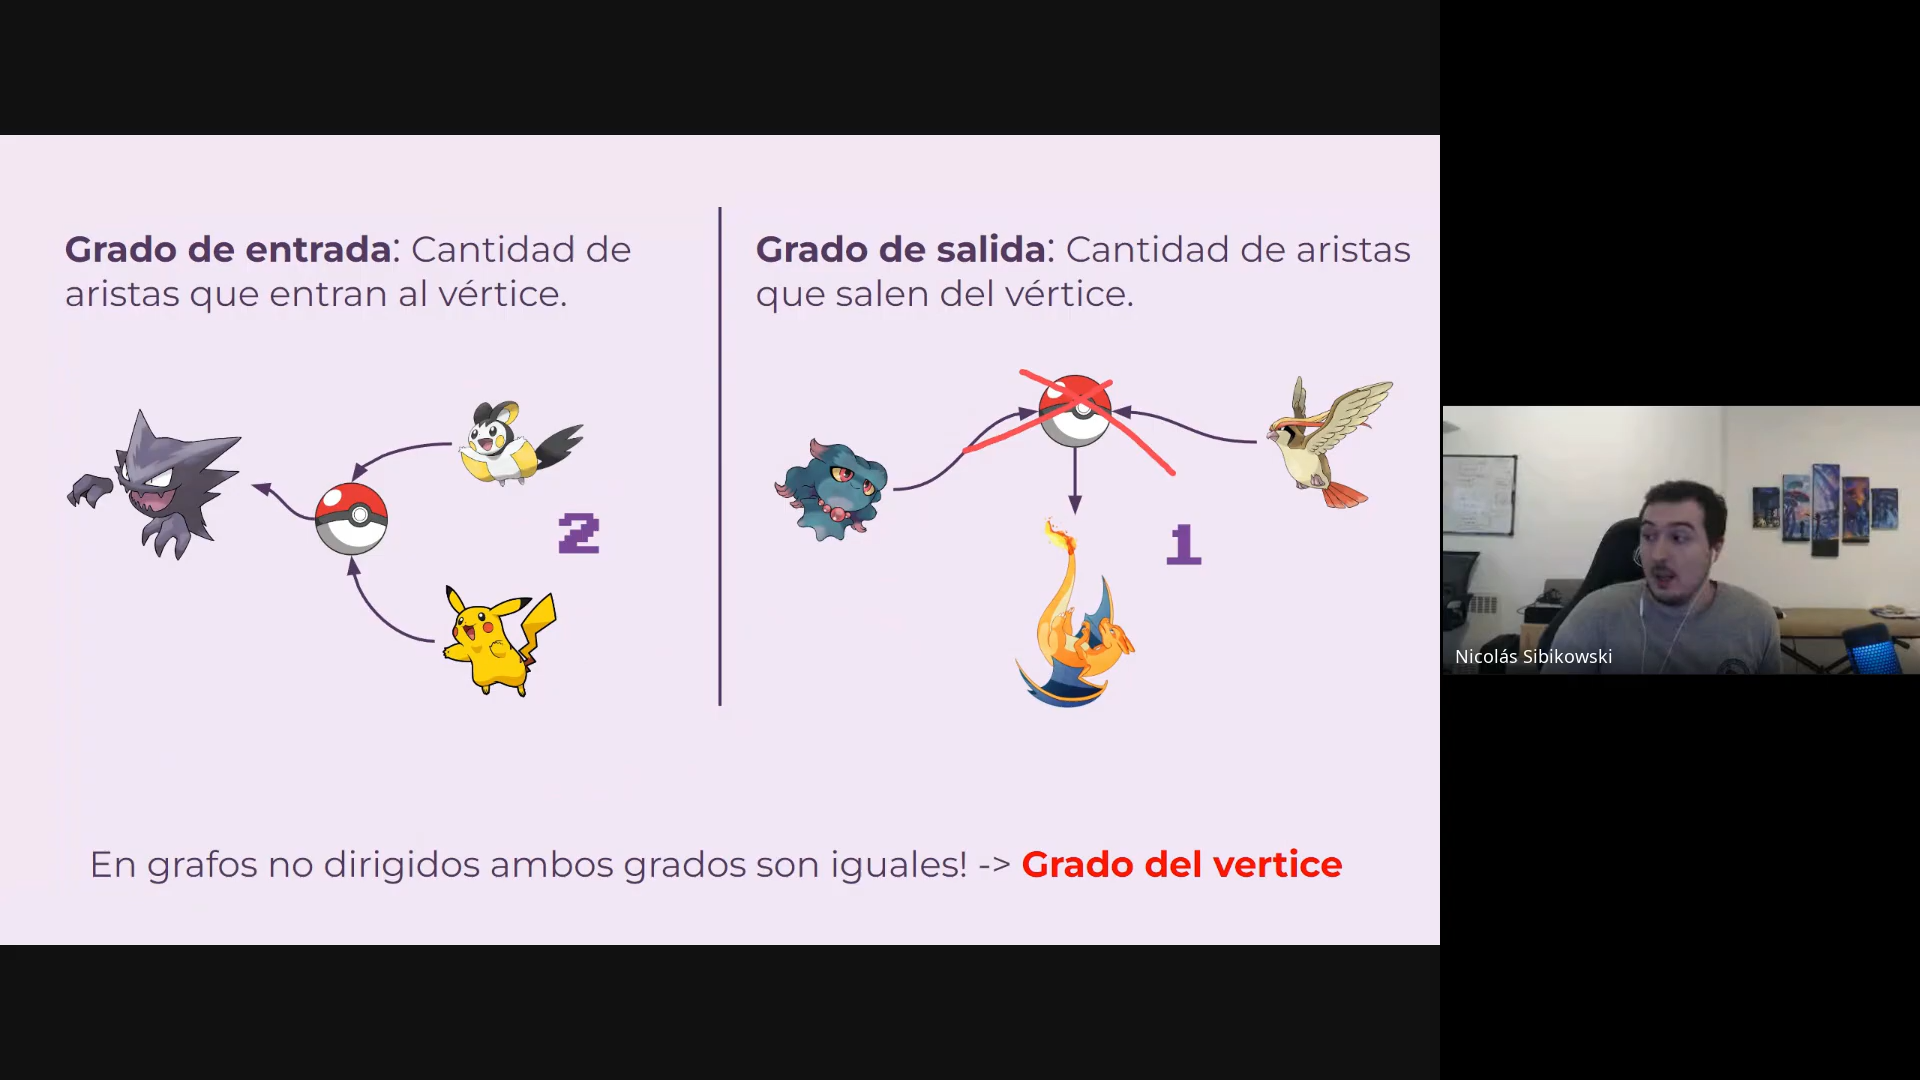 Grado de entrada: Cantidad de
aristas que entran al vértice.
2
Grado de salida: Cantidad de aristas
que salen del vértice.
1
En grafos no dirigidos ambos grados son iguales! -> Grado del vertice
Nicolás Sibikowski